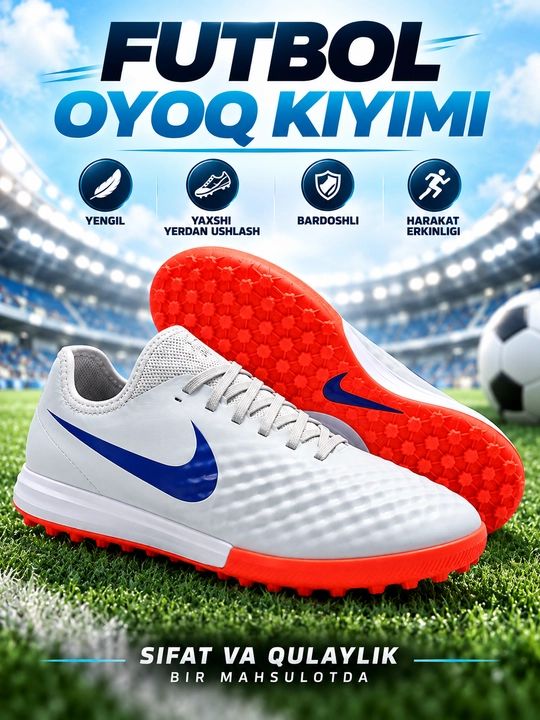 FUTBOL
OYOQ KIYIMI
YENGIL
YAXSHI
YERDAN USHLASH
BARDOSHLI
HARAKAT
ERKINLIGI
SIFAT VA QULAYLIK
BIR MAHSULOTDA